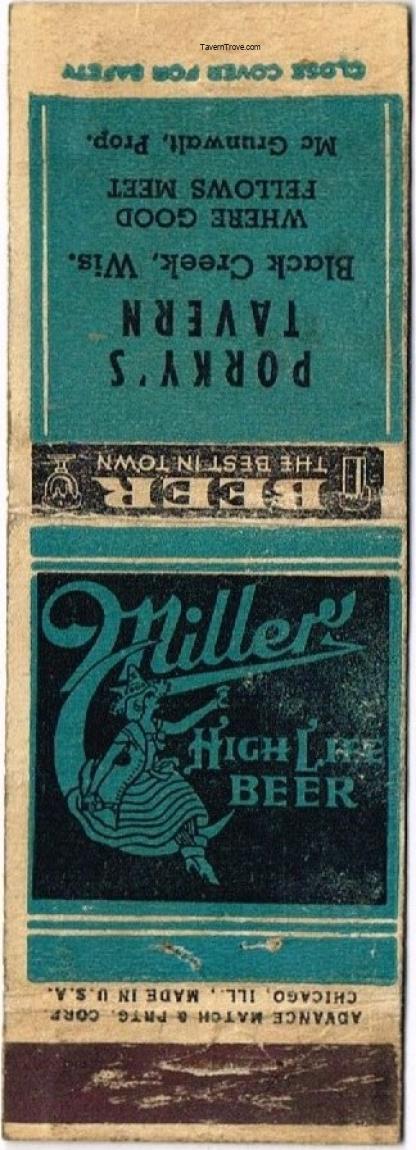 TavernTrove.com
CLOSE COVER FOR SAFETY
PORKY'S
TAVERN
Black Creek, Wis.
WHERE GOOD
FELLOWS MEET
Mc Grunwalt, Prop.
BEER
THE BEST IN TOWN
Miller
HIGH LIFE
BEER
ADVANCE MATCH & PRTG. CORP.
CHICAGO, ILL., MADE IN U.S.A.